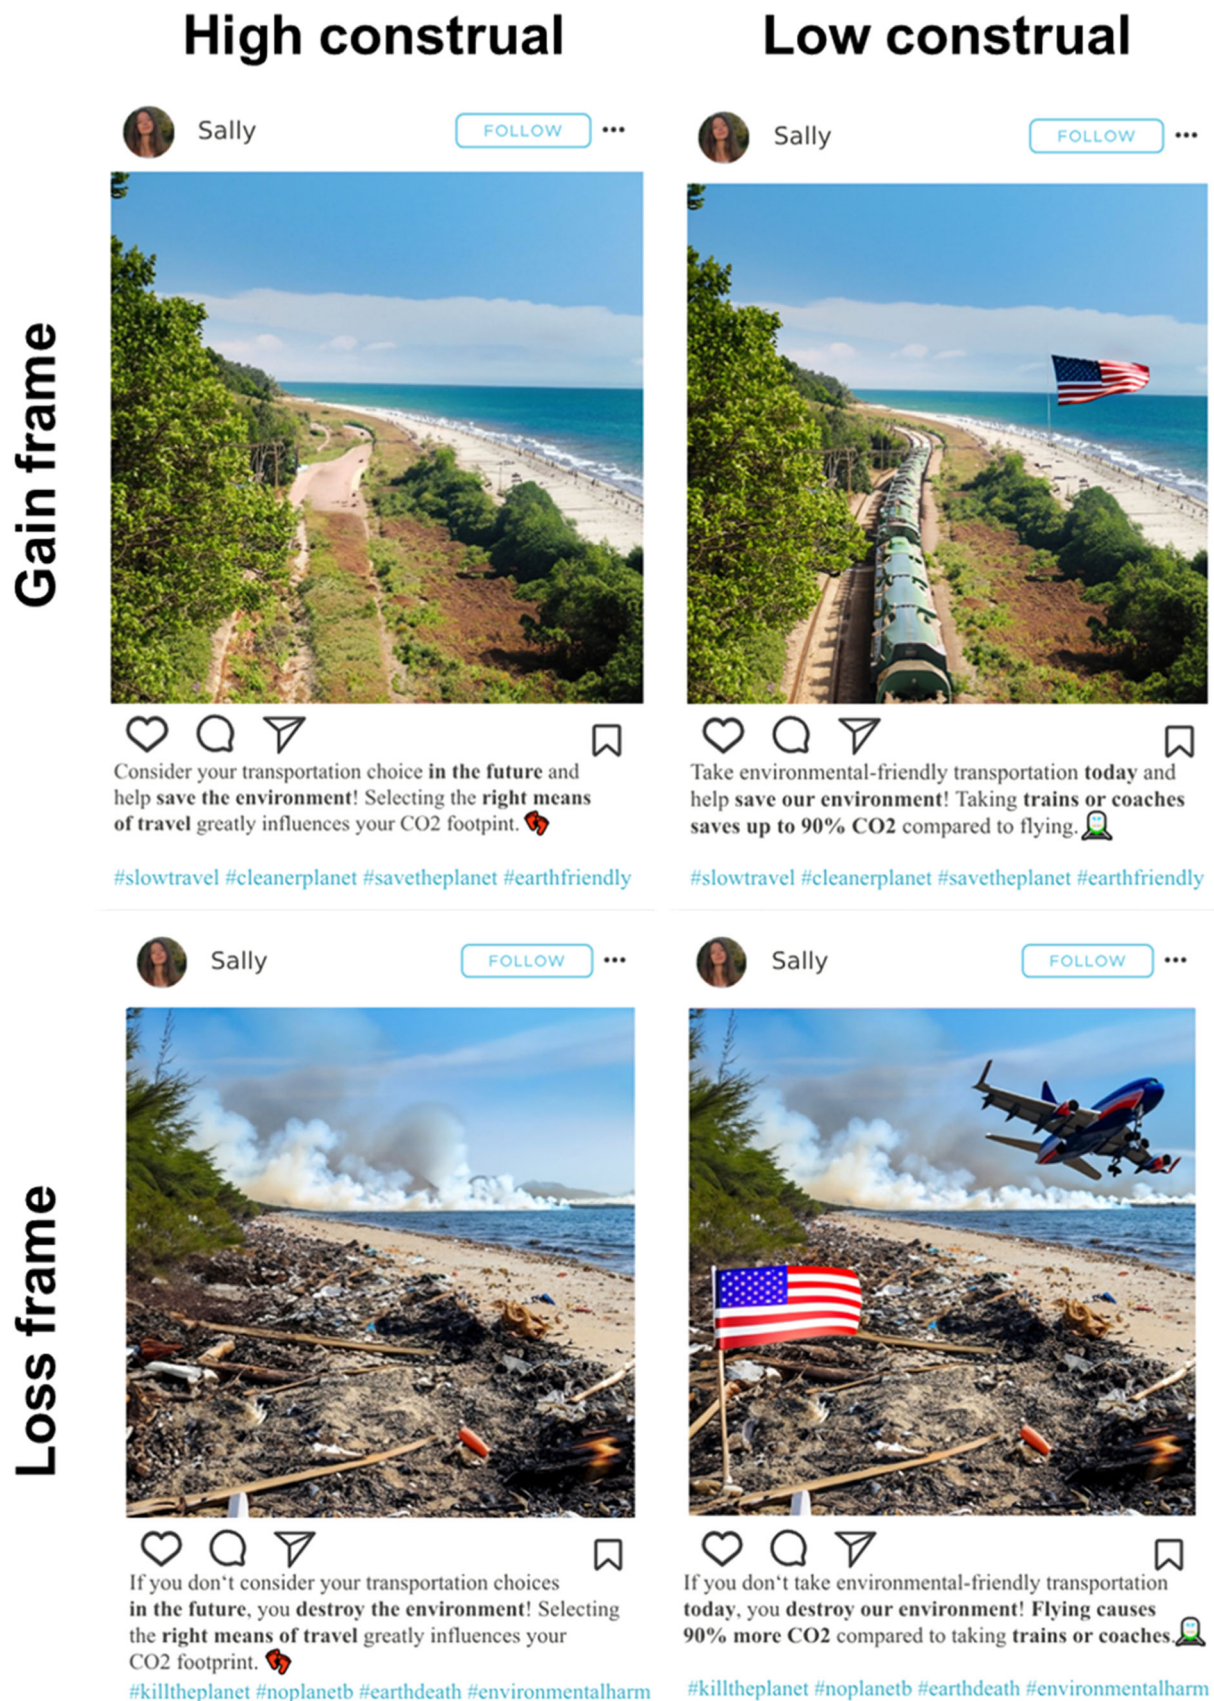 High construal
Low construal
Gain frame
Sally
FOLLOW
Consider your transportation choice in the future and
help save the environment! Selecting the right means
of travel greatly influences your CO2 footpint.
#slowtravel #cleanerplanet #savetheplanet #earthfriendly
Sally
FOLLOW
Take environmental-friendly transportation today and
help save our environment! Taking trains or coaches
saves up to 90% CO2 compared to flying.
#slowtravel #cleanerplanet #savetheplanet #earthfriendly
Loss frame
Sally
FOLLOW
If you don‘t consider your transportation choices
in the future, you destroy the environment! Selecting
the right means of travel greatly influences your
CO2 footprint.
#killtheplanet #noplanetb #earthdeath #environmentalharm
Sally
FOLLOW
If you don‘t take environmental-friendly transportation
today, you destroy our environment! Flying causes
90% more CO2 compared to taking trains or coaches.
#killtheplanet #noplanetb #earthdeath #environmentalharm